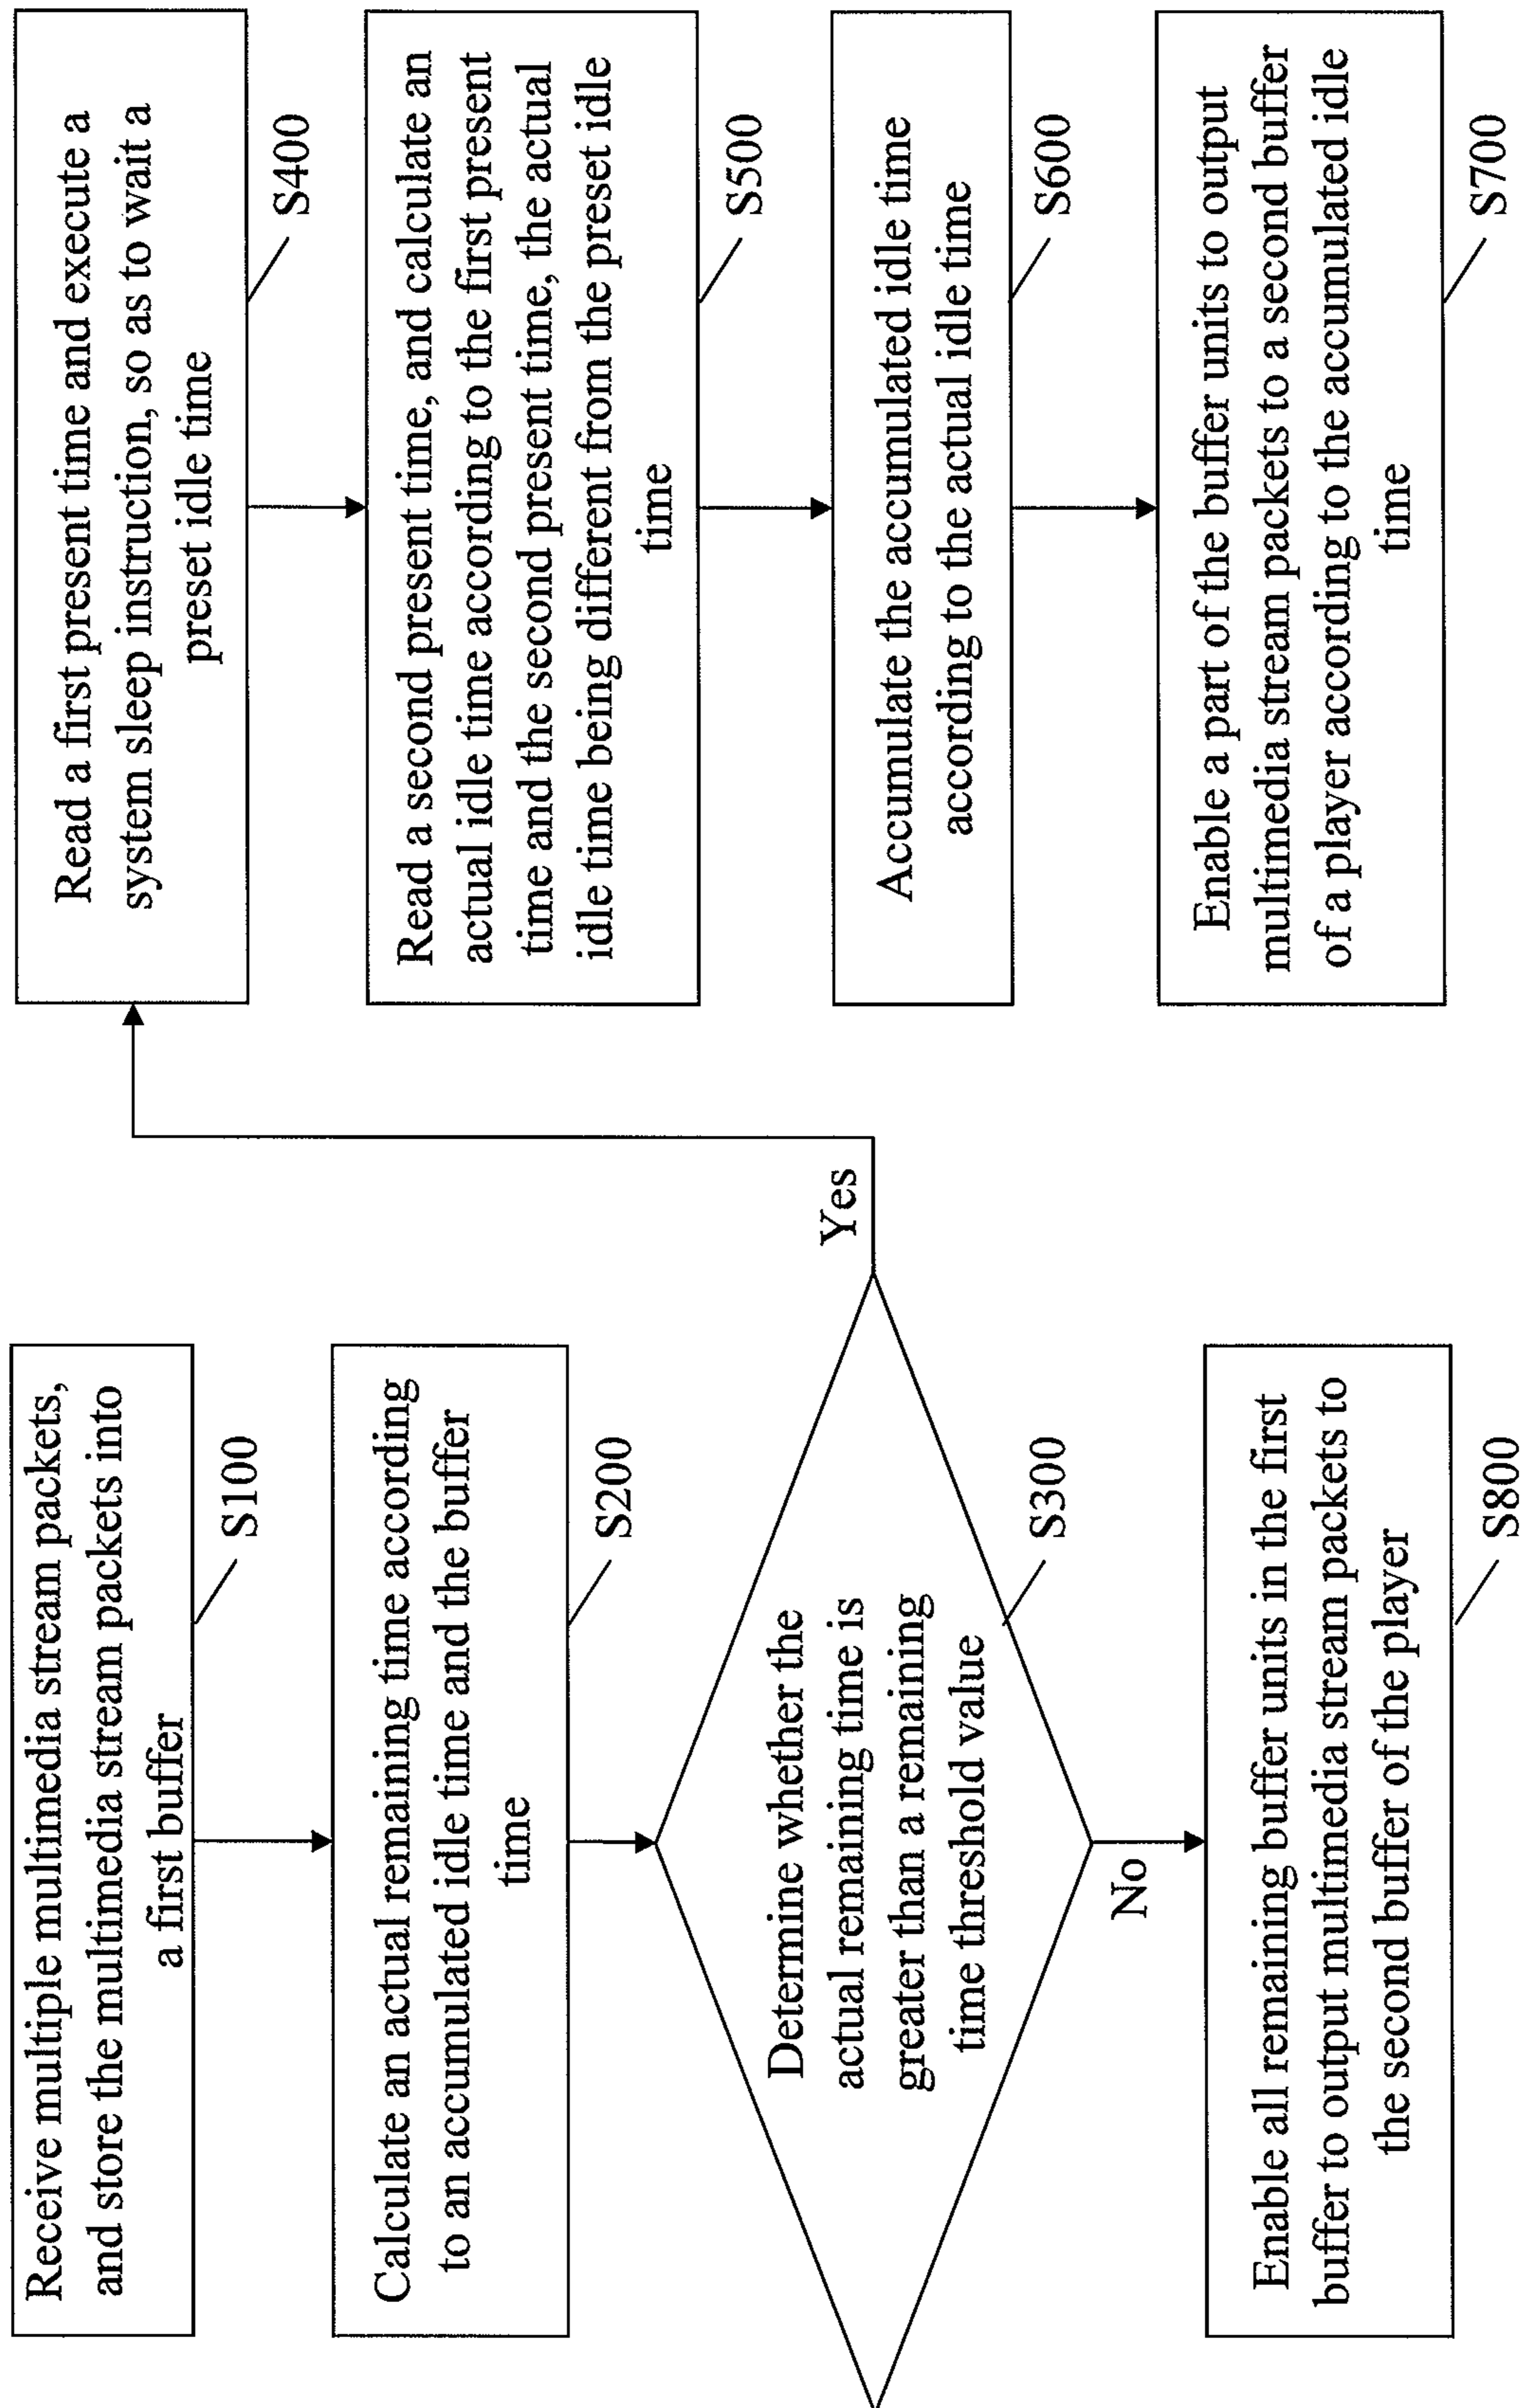 Receive multiple multimedia stream packets,
and store the multimedia stream packets into
a first buffer
S100
Calculate an actual remaining time according
to an accumulated idle time and the buffer
time
S200
Determine whether the
actual remaining time is
greater than a remaining
time threshold value
S300
Yes
No
Enable all remaining buffer units in the first
buffer to output multimedia stream packets to
the second buffer of the player
S800
Read a first present time and execute a
system sleep instruction, so as to wait a
preset idle time
S400
Read a second present time, and calculate an
actual idle time according to the first present
time and the second present time, the actual
idle time being different from the preset idle
time
S500
Accumulate the accumulated idle time
according to the actual idle time
S600
Enable a part of the buffer units to output
multimedia stream packets to a second buffer
of a player according to the accumulated idle
time
S700